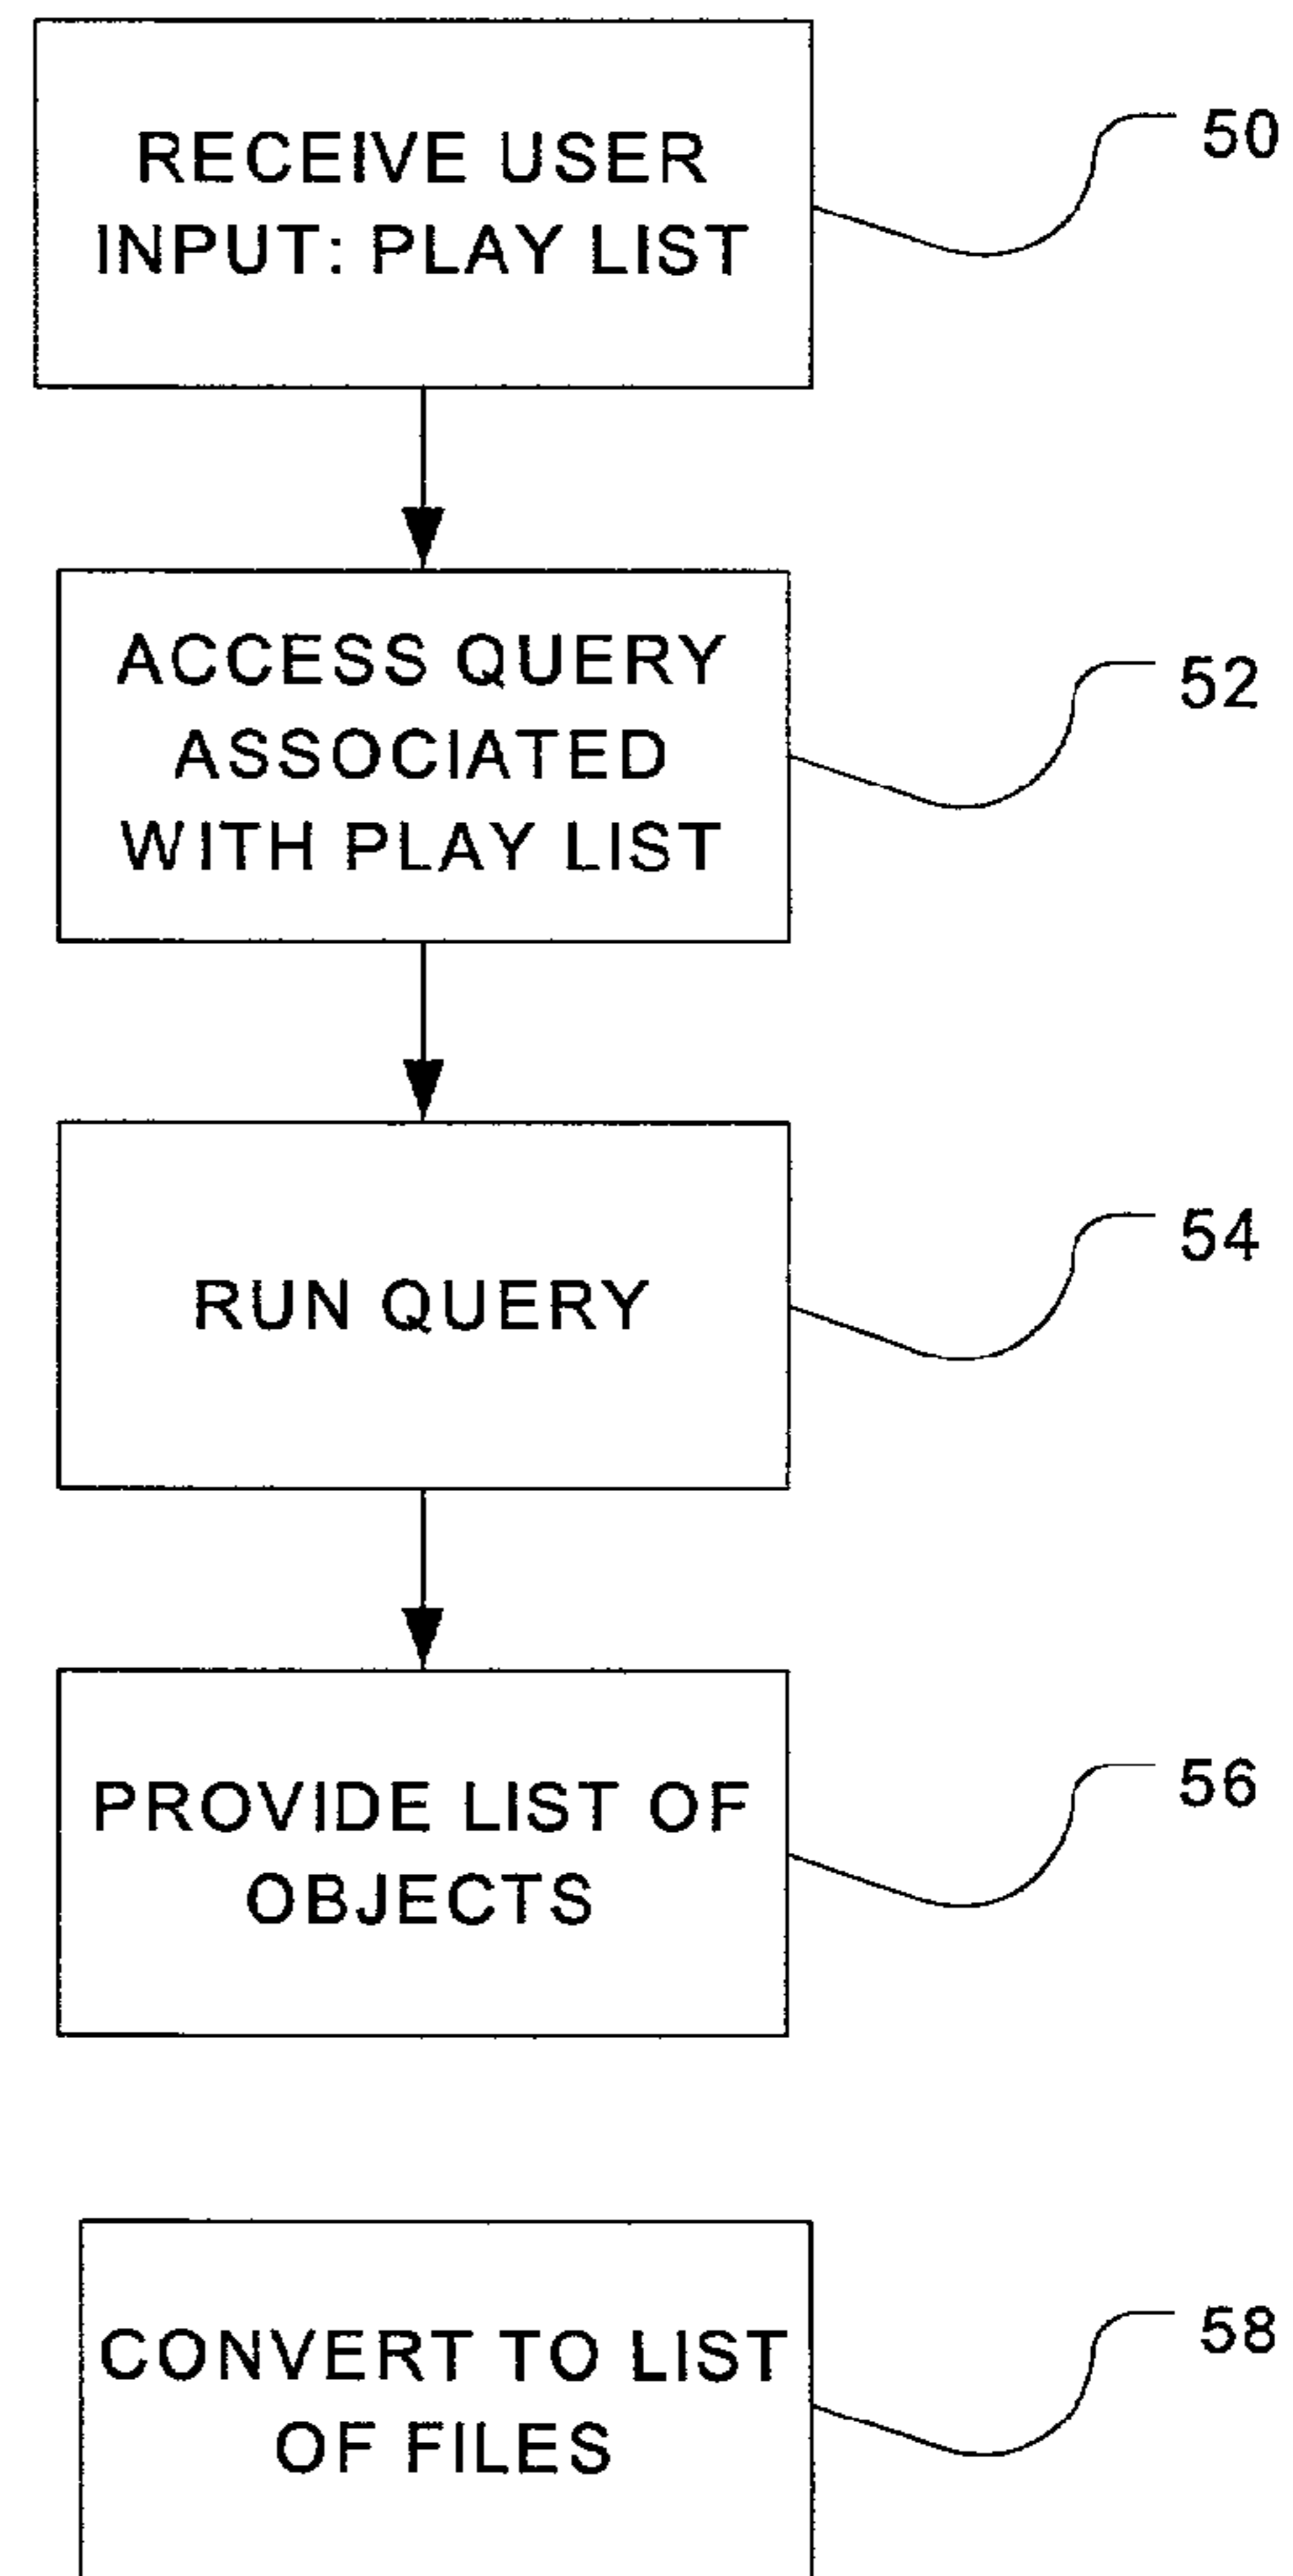 RECEIVE USER
INPUT: PLAY LIST
50
ACCESS QUERY
ASSOCIATED
WITH PLAY LIST
52
RUN QUERY
54
PROVIDE LIST OF
OBJECTS
56
CONVERT TO LIST
OF FILES
58